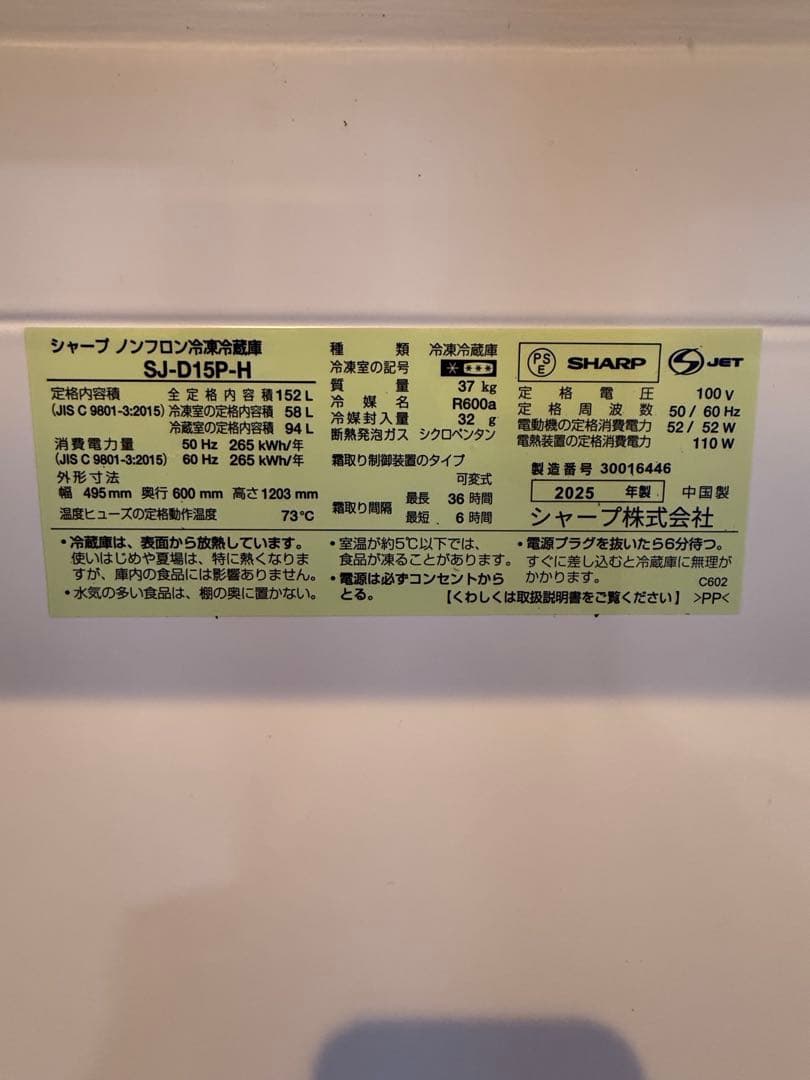 シャープ ノンフロン冷凍冷蔵庫
SJ-D15P-H
定格内容積 全定格内容積 152 L
(JIS C 9801-3:2015) 冷凍室の定格内容積 58 L
冷蔵室の定格内容積 94 L
消費電力量 50 Hz 265 kWh/年
(JIS C 9801-3:2015) 60 Hz 265 kWh/年
外形寸法
幅 495 mm 奥行 600 mm 高さ 1203 mm
温度ヒューズの定格動作温度 73℃
種類 冷凍冷蔵庫
冷凍室の記号
質量 37 kg
冷媒名 R600a
冷媒封入量 32 g
断熱発泡ガス シクロペンタン
霜取り制御装置のタイプ
可変式
霜取り間隔 最長 36 時間
最短 6 時間
PSE SHARP S JET
定格電圧 100 V
定格周波数 50 / 60 Hz
電動機の定格消費電力 52 / 52 W
電熱装置の定格消費電力 110 W
製造番号 30016446
2025 年製 中国製
シャープ株式会社
・冷蔵庫は、表面から放熱しています。
使いはじめや夏場は、特に熱くなりま
すが、庫内の食品には影響ありません。
・水気の多い食品は、棚の奥に置かない。
・室温が約5℃以下では、
食品が凍ることがあります。
・電源は必ずコンセントから
とる。
・電源プラグを抜いたら6分待つ。
すぐに差し込むと冷蔵庫に無理が
かかります。 C602
【くわしくは取扱説明書をご覧ください】 >PP<